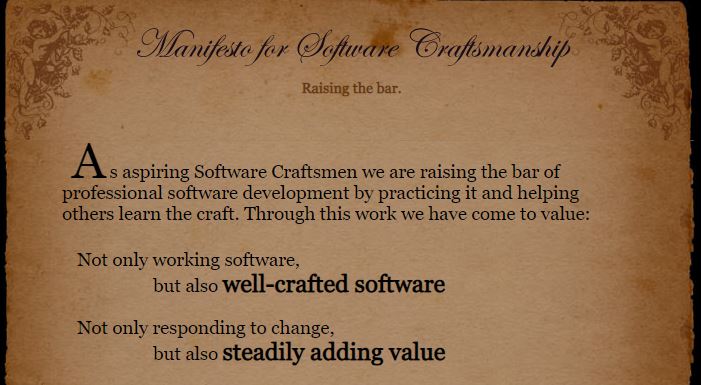 Manifesto for Software Craftsmanship
Raising the bar.
As aspiring Software Craftsmen we are raising the bar of
professional software development by practicing it and helping
others learn the craft. Through this work we have come to value:
Not only working software,
but also well-crafted software
Not only responding to change,
but also steadily adding value